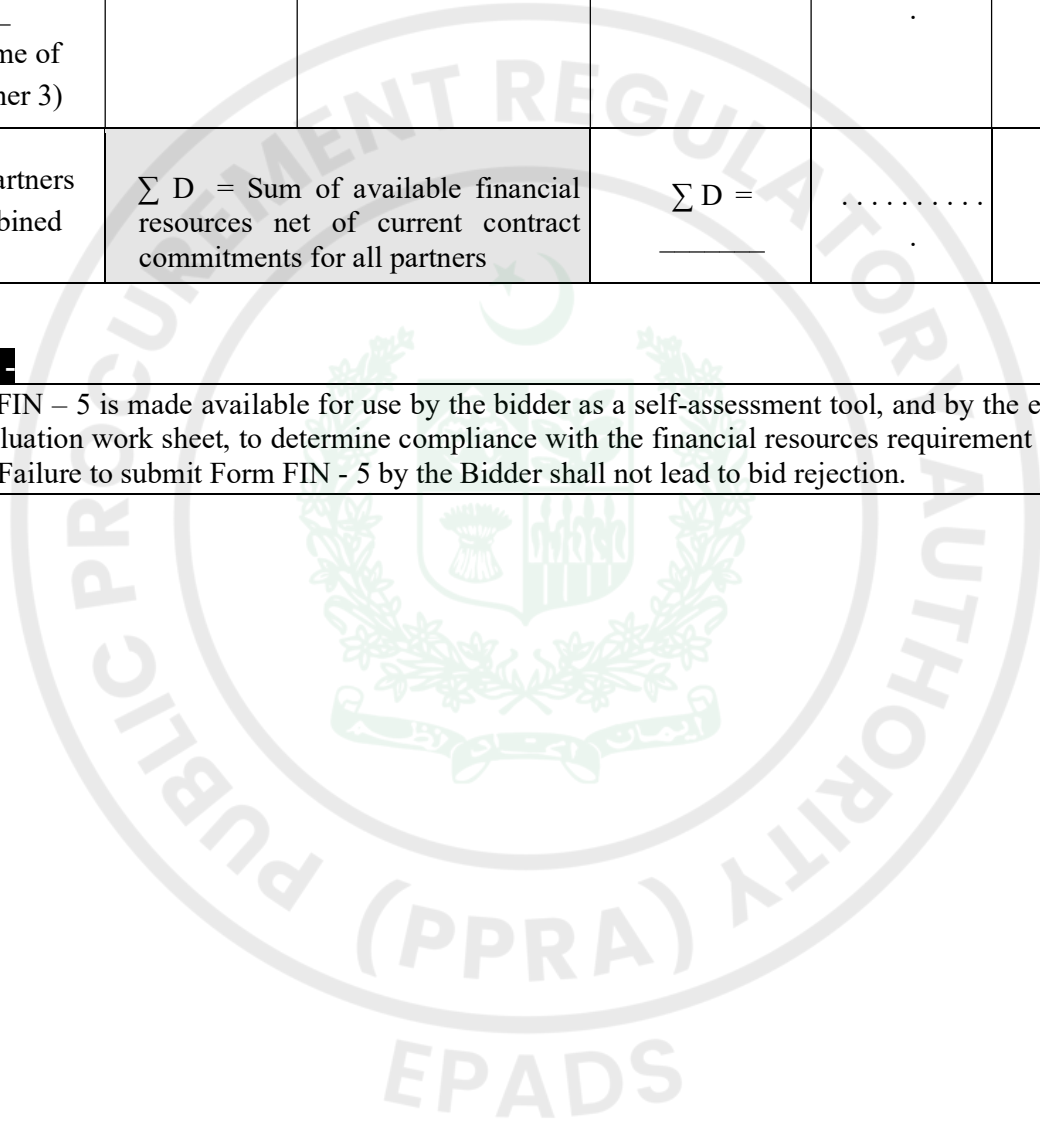 –
me of
ner 3)
.
artners
bined
∑ D = Sum of available financial
resources net of current contract
commitments for all partners
∑ D =
_______
..........
.
-
FIN – 5 is made available for use by the bidder as a self-assessment tool, and by the e
luation work sheet, to determine compliance with the financial resources requirement
Failure to submit Form FIN - 5 by the Bidder shall not lead to bid rejection.
PUBLIC PROCUREMENT REGULATORY AUTHORITY
(PPRA)
EPADS